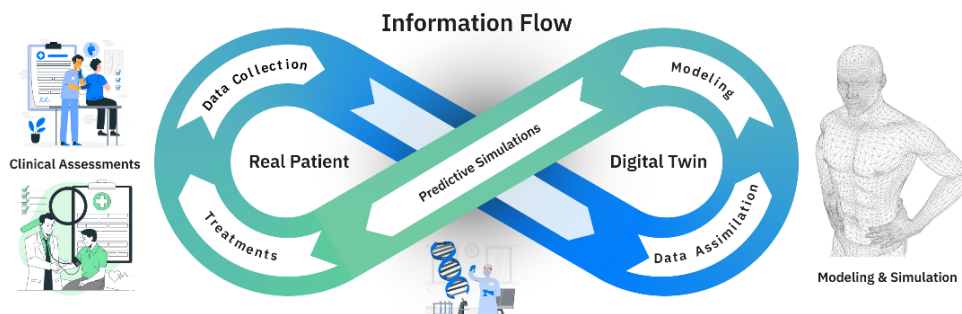 Information Flow
Data Collection
Modeling
Clinical Assessments
Real Patient
Predictive Simulations
Digital Twin
Treatments
Data Assimilation
Modeling & Simulation